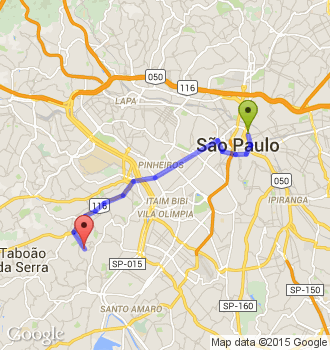 050
116
LAPA
050
São Paulo
PINHEIROS
050
ITAIM BIBI
VILA OLÍMPIA
IPIRANGA
116
Taboão
da Serra
SP-015
SP-150
SANTO AMARO
SP-160
Google
Map data ©2015 Google